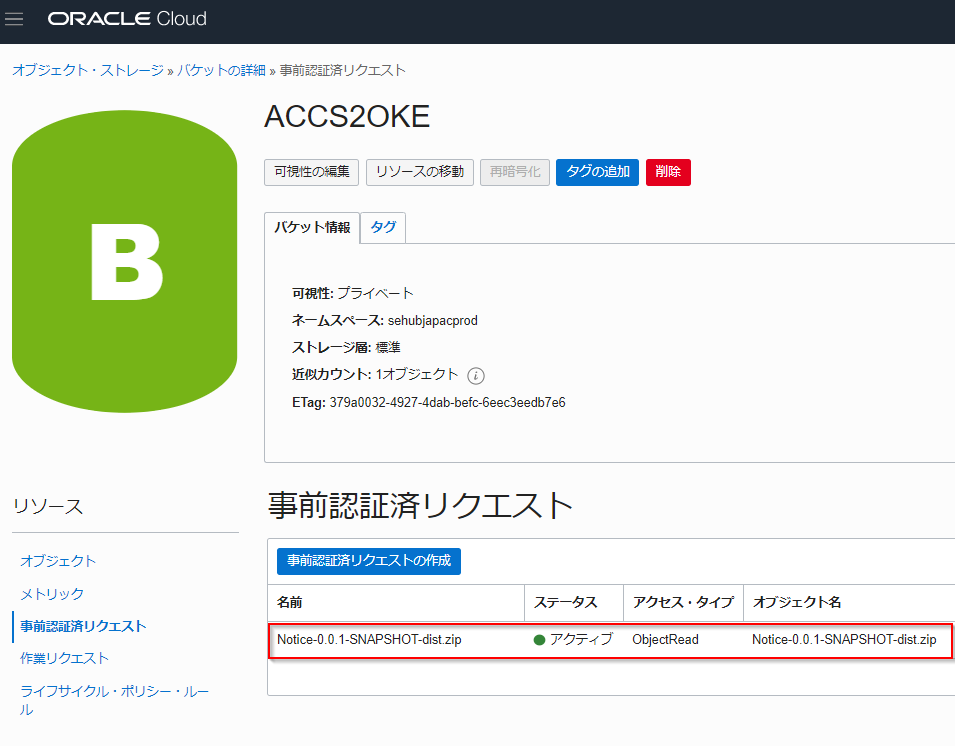 ORACLE Cloud
オブジェクト・ストレージ » バケットの詳細 » 事前認証済リクエスト
B
ACCS2OKE
可視性の編集 リソースの移動 再暗号化 タグの追加 削除
バケット情報 タグ
可視性: プライベート
ネームスペース: sehubjapacprod
ストレージ層: 標準
近似カウント: 1オブジェクト i
ETag: 379a0032-4927-4dab-befc-6eec3eedb7e6
リソース
オブジェクト
メトリック
事前認証済リクエスト
作業リクエスト
ライフサイクル・ポリシー・ルー
ル
事前認証済リクエスト
事前認証済リクエストの作成
名前 ステータス アクセス・タイプ オブジェクト名
Notice-0.0.1-SNAPSHOT-dist.zip アクティブ ObjectRead Notice-0.0.1-SNAPSHOT-dist.zip